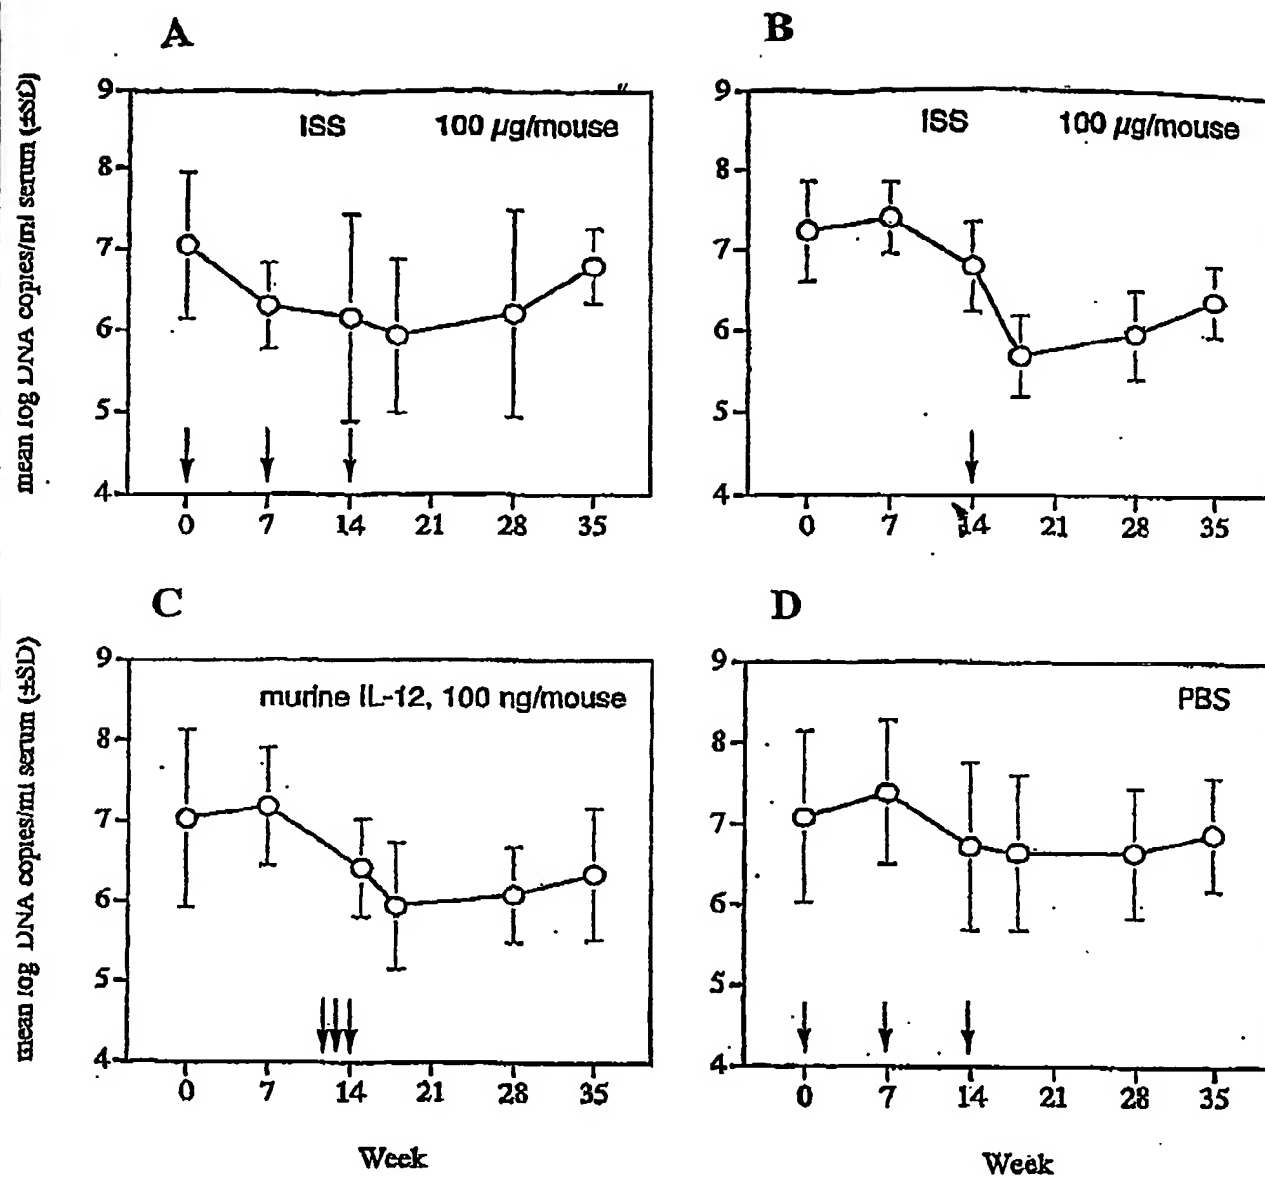 A
B
mean log DNA copies/ml serum (±SD)
9
8
7
6
5
4
ISS 100 µg/mouse
0 7 14 21 28 35
9
8
7
6
5
4
ISS 100 µg/mouse
0 7 14 21 28 35
C
D
mean log DNA copies/ml serum (±SD)
9
8
7
6
5
4
murine IL-12, 100 ng/mouse
0 7 14 21 28 35
Week
9
8
7
6
5
4
PBS
0 7 14 21 28 35
Week